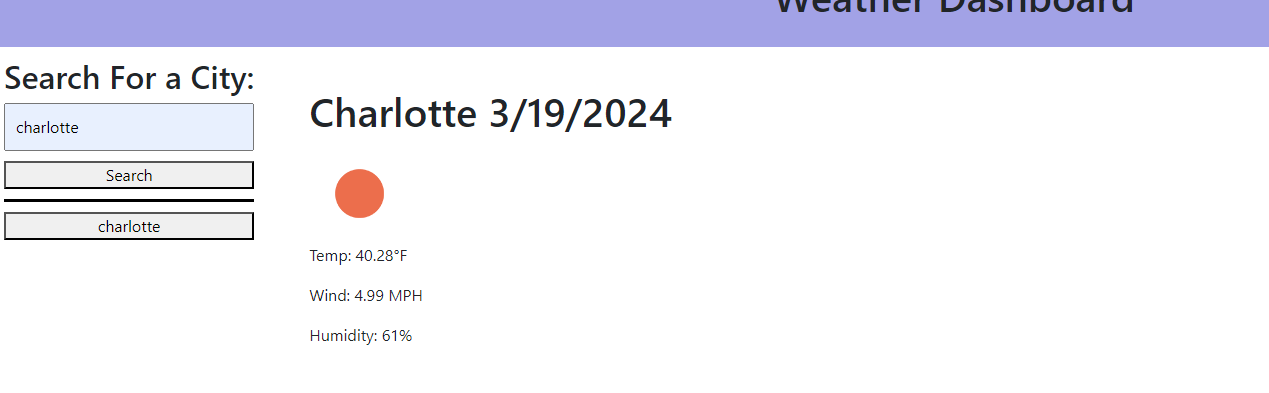 Weather Dashboard
Search For a City:
charlotte
Search
charlotte
Charlotte 3/19/2024
Temp: 40.28°F
Wind: 4.99 MPH
Humidity: 61%